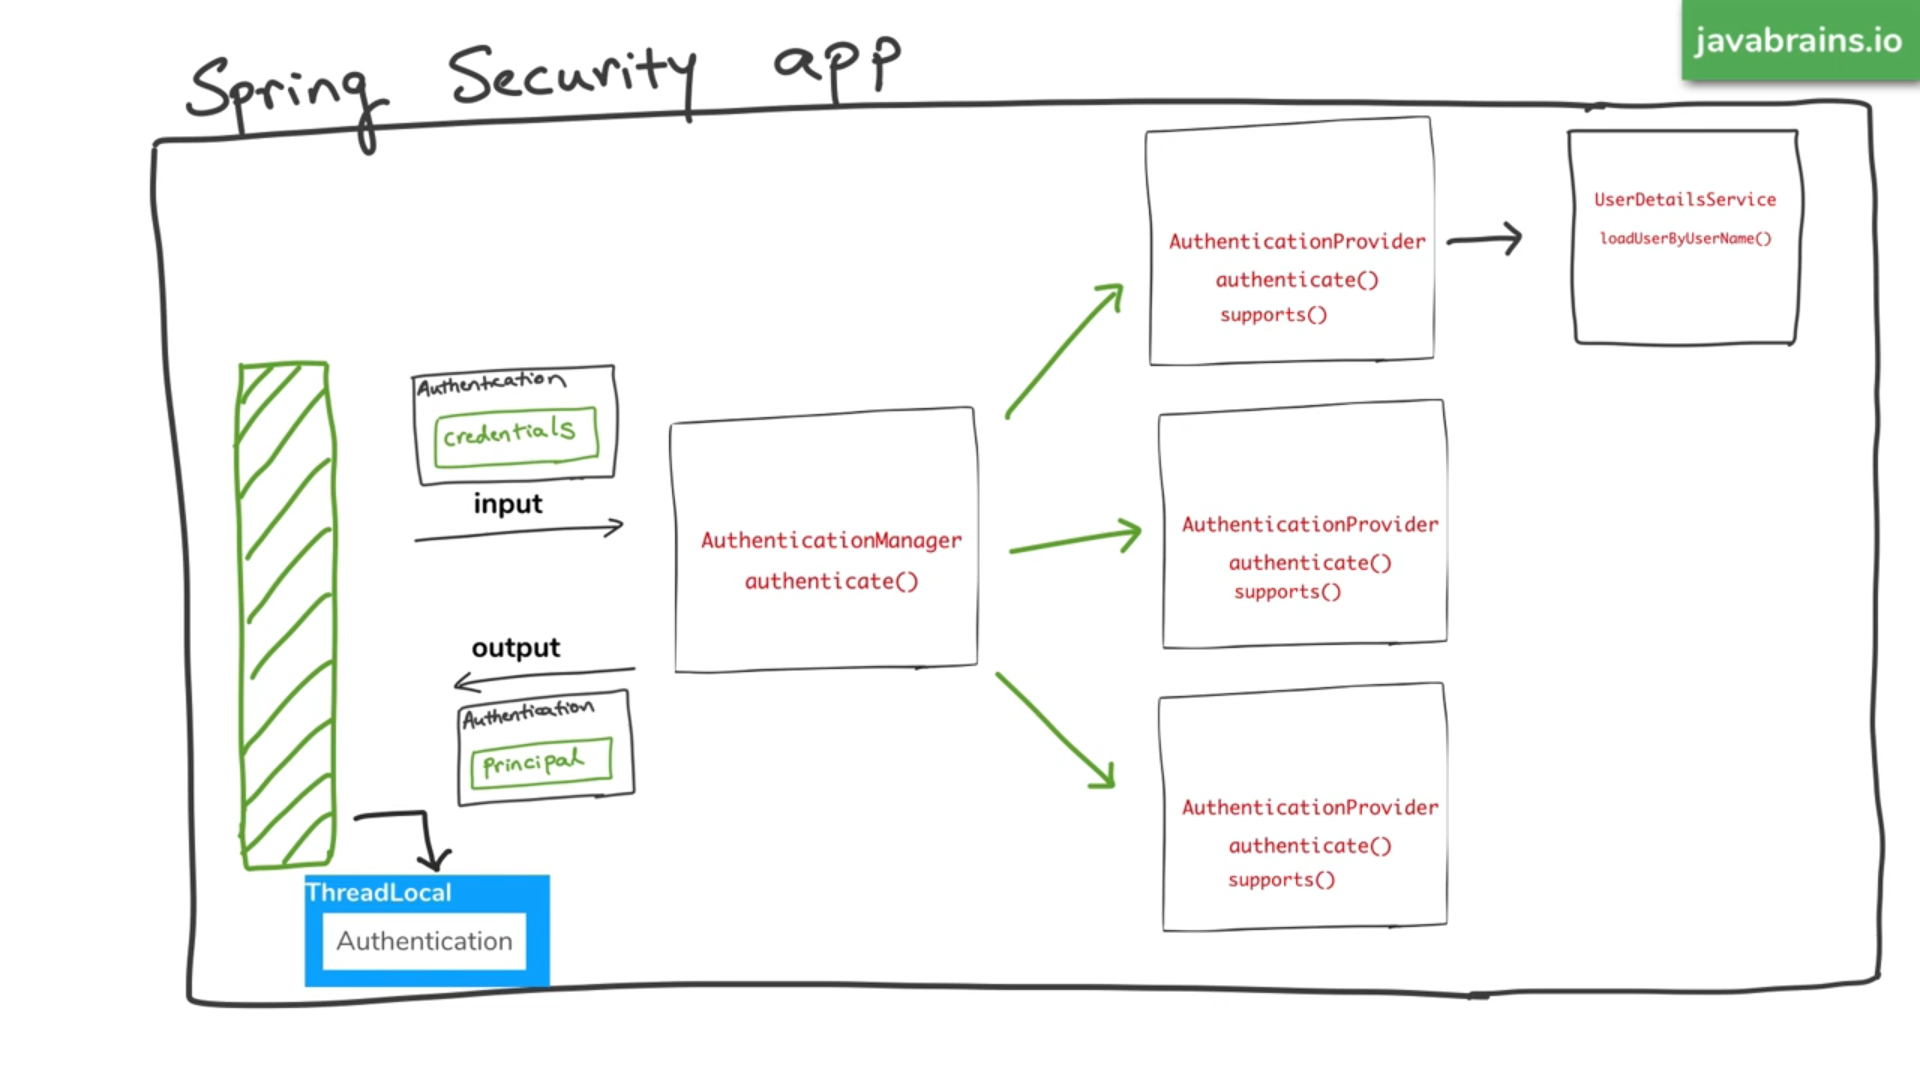 Spring Security app
javabrains.io
Authentication
credentials
input
AuthenticationManager
authenticate()
output
Authentication
Principal
ThreadLocal
Authentication
AuthenticationProvider
authenticate()
supports()
UserDetailsService
loadUserByUserName()
AuthenticationProvider
authenticate()
supports()
AuthenticationProvider
authenticate()
supports()